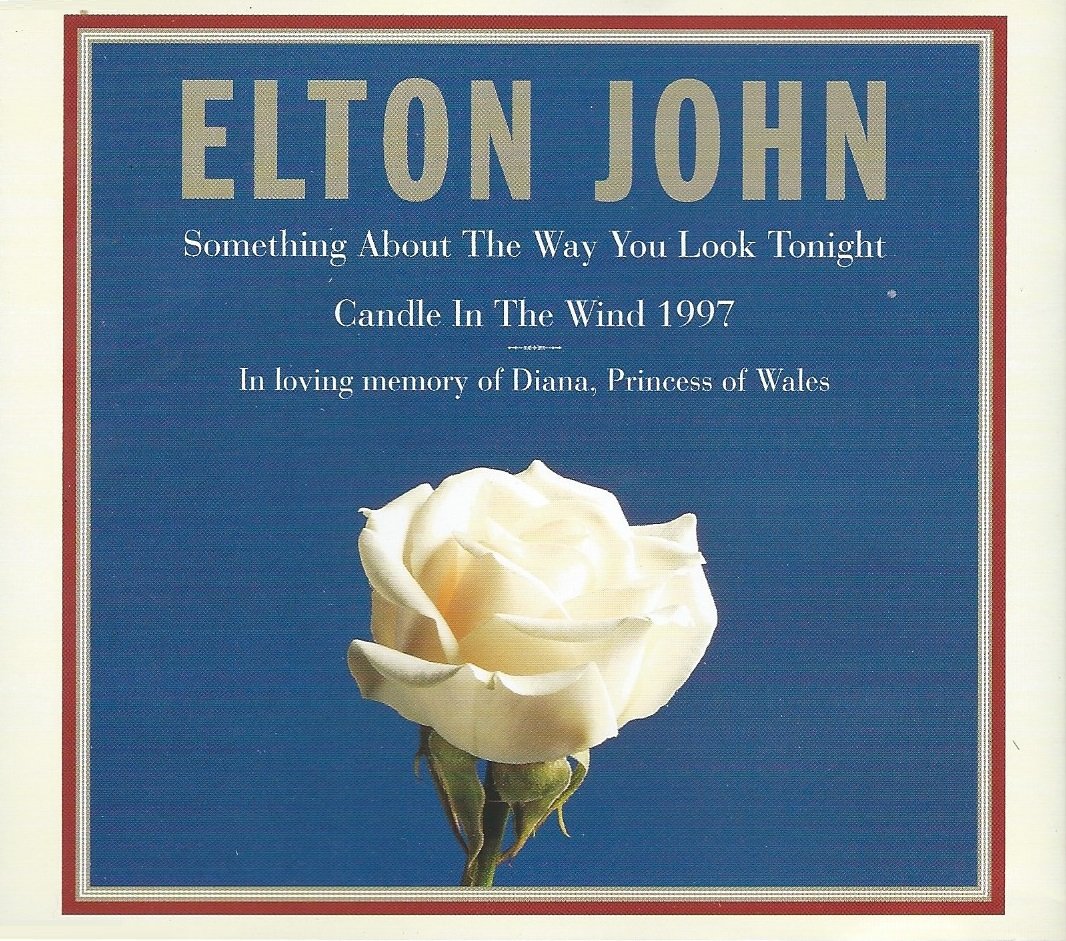 ELTON JOHN
Something About The Way You Look Tonight
Candle In The Wind 1997
In loving memory of Diana, Princess of Wales